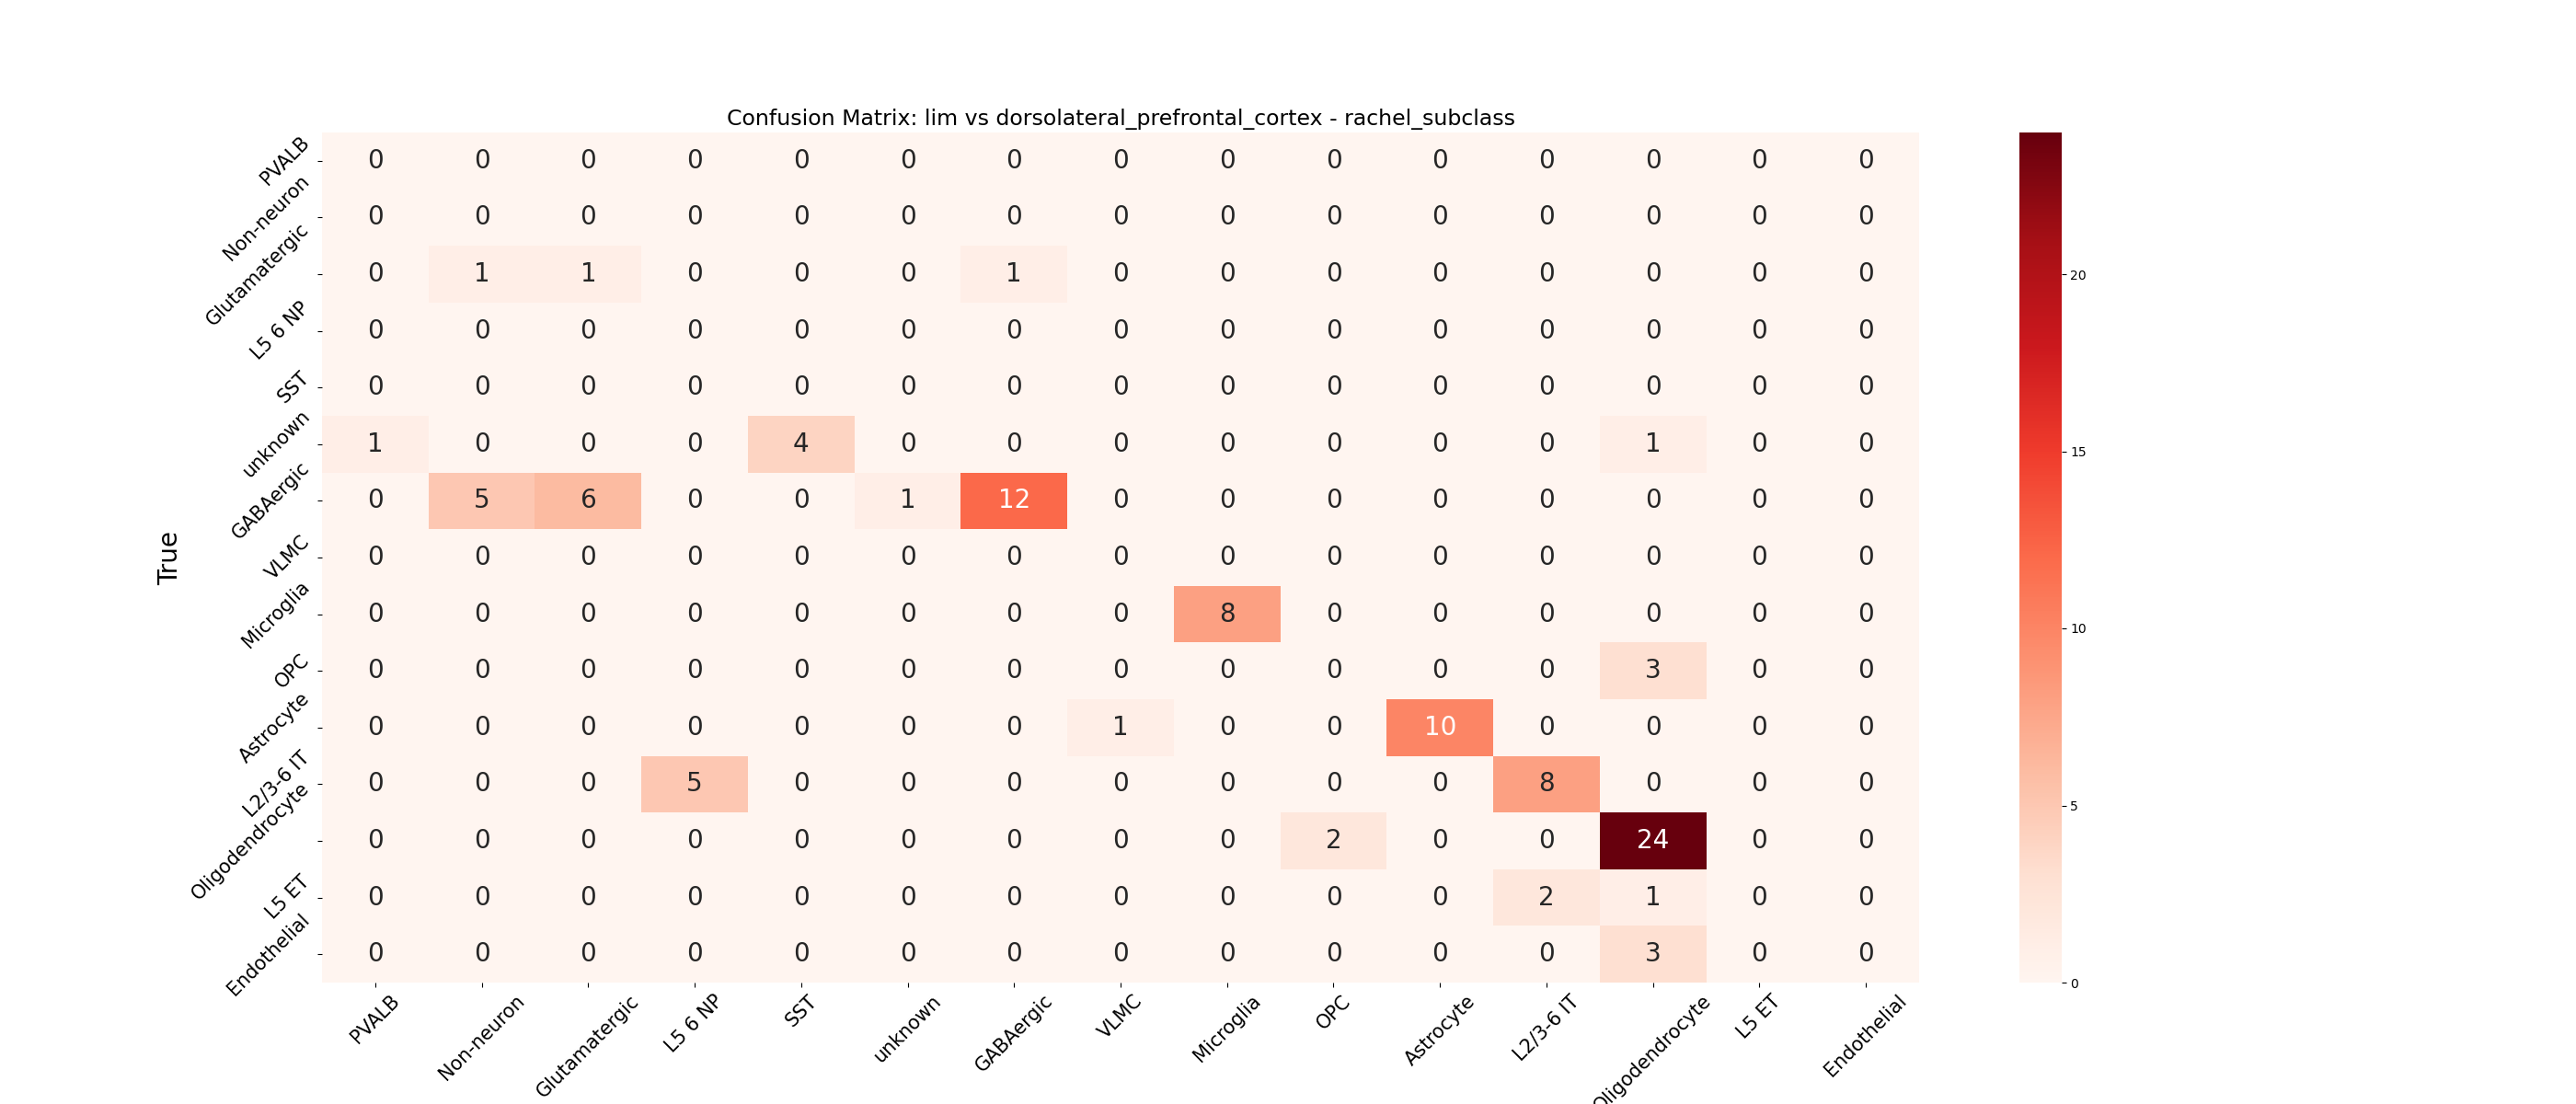 Confusion Matrix: lim vs dorsolateral_prefrontal_cortex - rachel_subclass
True
PVALB 0 0 0 0 0 0 0 0 0 0 0 0 0 0 0
Non-neuron 0 0 0 0 0 0 0 0 0 0 0 0 0 0 0
Glutamatergic 0 1 1 0 0 0 1 0 0 0 0 0 0 0 0
L5 6 NP 0 0 0 0 0 0 0 0 0 0 0 0 0 0 0
SST 0 0 0 0 0 0 0 0 0 0 0 0 0 0 0
unknown 1 0 0 0 4 0 0 0 0 0 0 0 1 0 0
GABAergic 0 5 6 0 0 1 12 0 0 0 0 0 0 0 0
VLMC 0 0 0 0 0 0 0 0 0 0 0 0 0 0 0
Microglia 0 0 0 0 0 0 0 0 8 0 0 0 0 0 0
OPC 0 0 0 0 0 0 0 0 0 0 0 0 3 0 0
Astrocyte 0 0 0 0 0 0 0 1 0 0 10 0 0 0 0
L2/3-6 IT 0 0 0 5 0 0 0 0 0 0 0 8 0 0 0
Oligodendrocyte 0 0 0 0 0 0 0 0 0 2 0 0 24 0 0
L5 ET 0 0 0 0 0 0 0 0 0 0 0 2 1 0 0
Endothelial 0 0 0 0 0 0 0 0 0 0 0 0 3 0 0
PVALB Non-neuron Glutamatergic L5 6 NP SST unknown GABAergic VLMC Microglia OPC Astrocyte L2/3-6 IT Oligodendrocyte L5 ET Endothelial
20
15
10
5
0